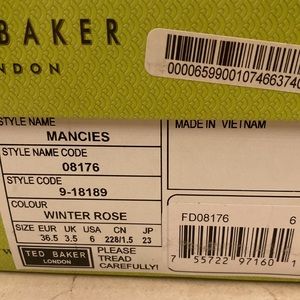 BAKER
LONDON
00006599001074663740
STYLE NAME
MANCIES
MADE IN VIETNAM
STYLE NAME CODE
08176
STYLE CODE
9-18189
COLOUR
WINTER ROSE
SIZE EUR UK US CN JP
36.5 3.5 6 228/1.5 23
TED BAKER
LONDON
PLEASE
TREAD
CAREFULLY!
FD08176 6
7 55722 97160 1